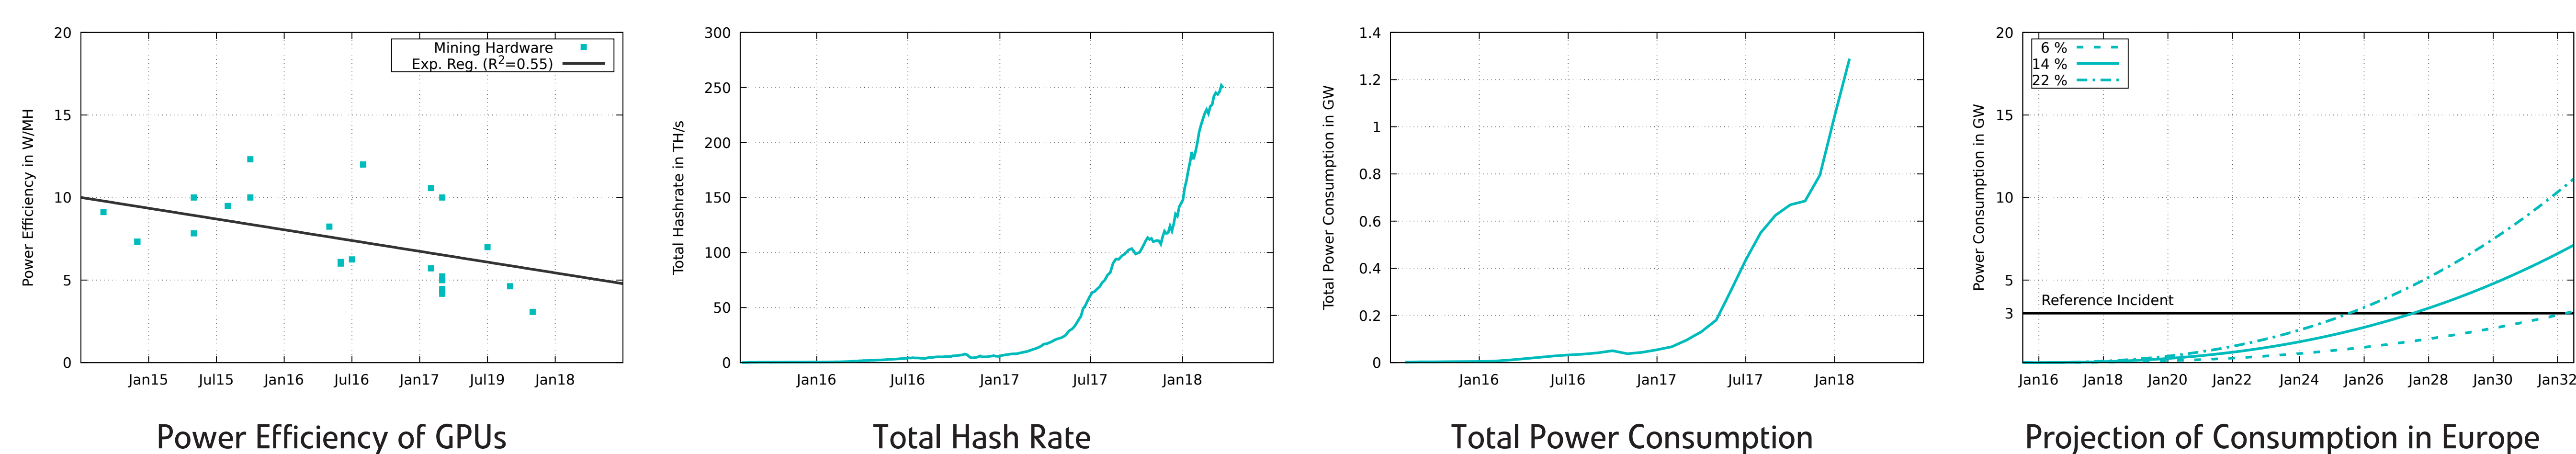 Power Efficiency in W/MH
20
15
10
5
0
Mining Hardware
Exp. Reg. (R²=0.55)
Jan15 Jul15 Jan16 Jul16 Jan17 Jul19 Jan18
Power Efficiency of GPUs
Total Hashrate in TH/s
300
250
200
150
100
50
0
Jan16 Jul16 Jan17 Jul17 Jan18
Total Hash Rate
Total Power Consumption in GW
1.4
1.2
1
0.8
0.6
0.4
0.2
0
Jan16 Jul16 Jan17 Jul17 Jan18
Total Power Consumption
Power Consumption in GW
20
15
10
5
3
6 %
14 %
22 %
Reference Incident
Jan16 Jan18 Jan20 Jan22 Jan24 Jan26 Jan28 Jan30 Jan32
Projection of Consumption in Europe